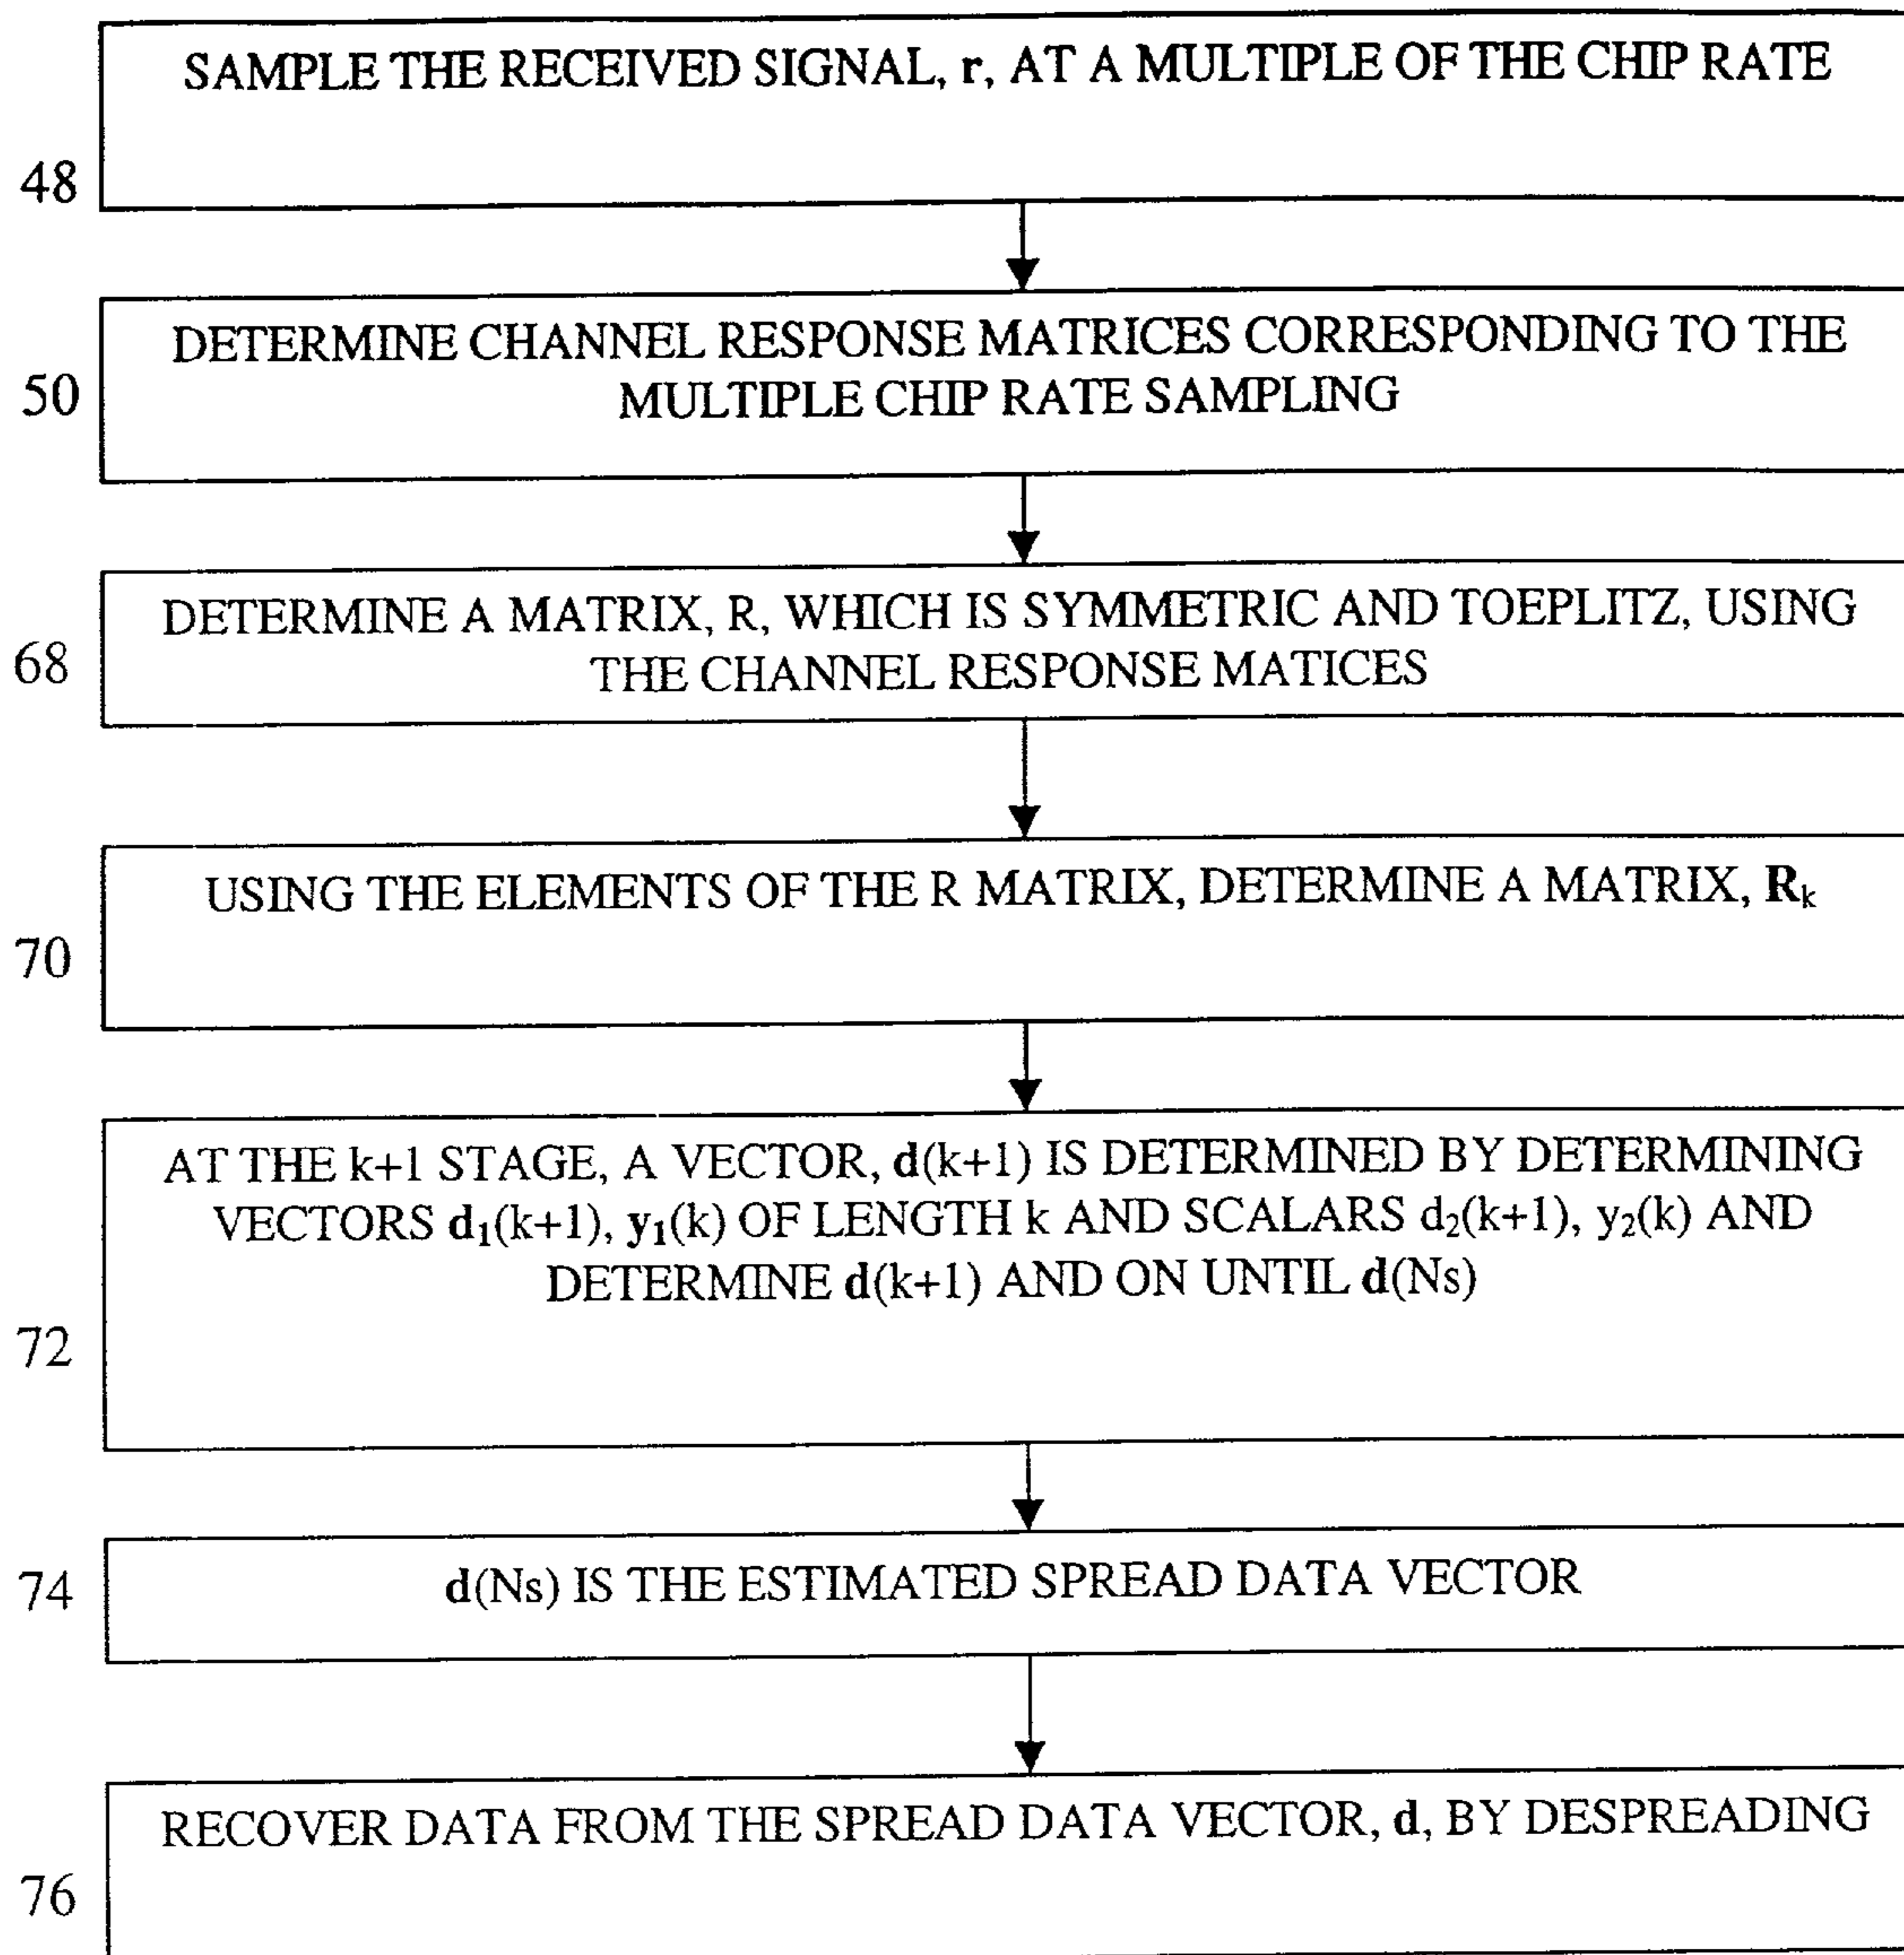 SAMPLE THE RECEIVED SIGNAL, r, AT A MULTIPLE OF THE CHIP RATE
48
DETERMINE CHANNEL RESPONSE MATRICES CORRESPONDING TO THE
MULTIPLE CHIP RATE SAMPLING
50
DETERMINE A MATRIX, R, WHICH IS SYMMETRIC AND TOEPLITZ, USING
THE CHANNEL RESPONSE MATICES
68
USING THE ELEMENTS OF THE R MATRIX, DETERMINE A MATRIX, Rₖ
70
AT THE k+1 STAGE, A VECTOR, d(k+1) IS DETERMINED BY DETERMINING
VECTORS d₁(k+1), y₁(k) OF LENGTH k AND SCALARS d₂(k+1), y₂(k) AND
DETERMINE d(k+1) AND ON UNTIL d(Ns)
72
d(Ns) IS THE ESTIMATED SPREAD DATA VECTOR
74
RECOVER DATA FROM THE SPREAD DATA VECTOR, d, BY DESPREADING
76